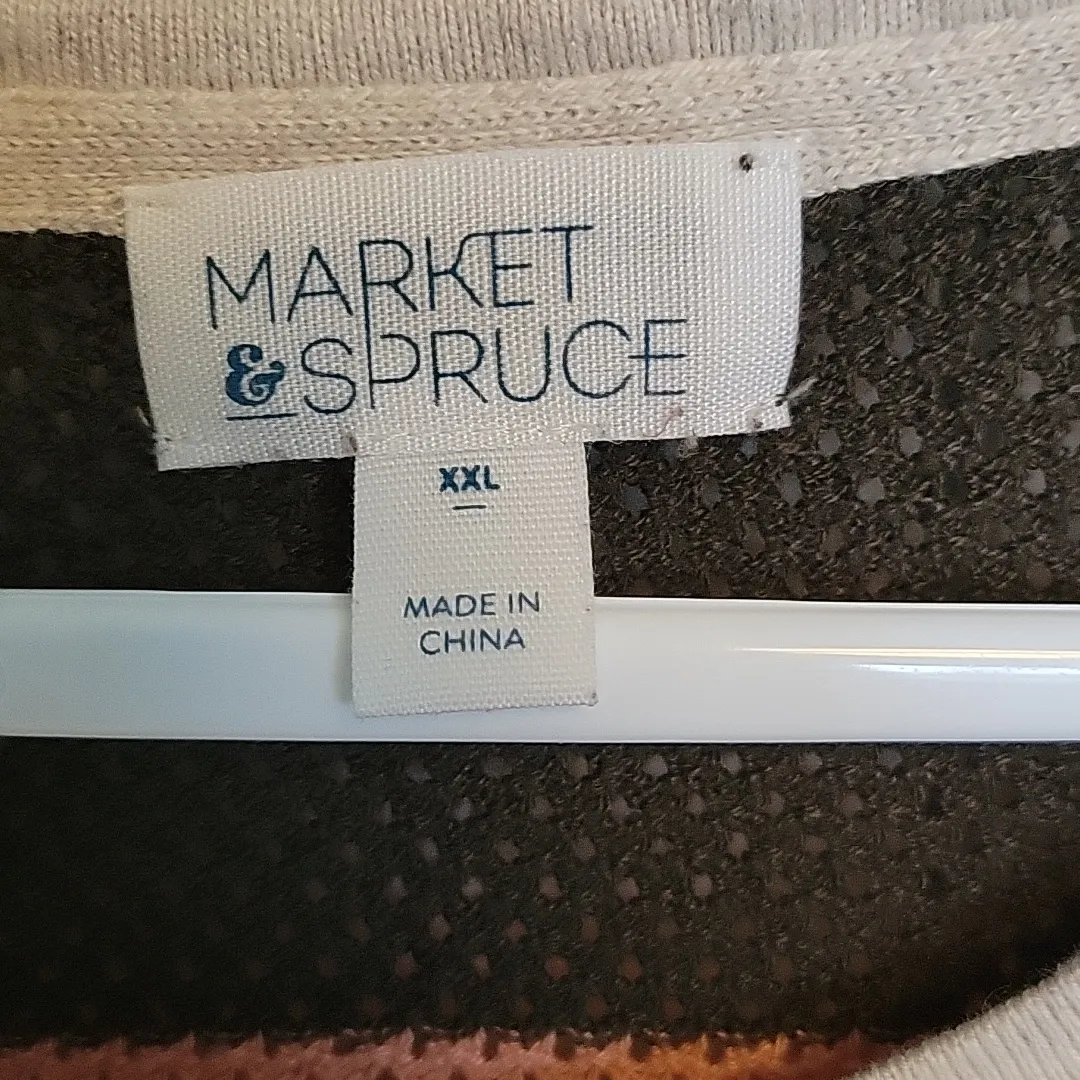 MARKET
& SPRUCE
XXL
MADE IN
CHINA